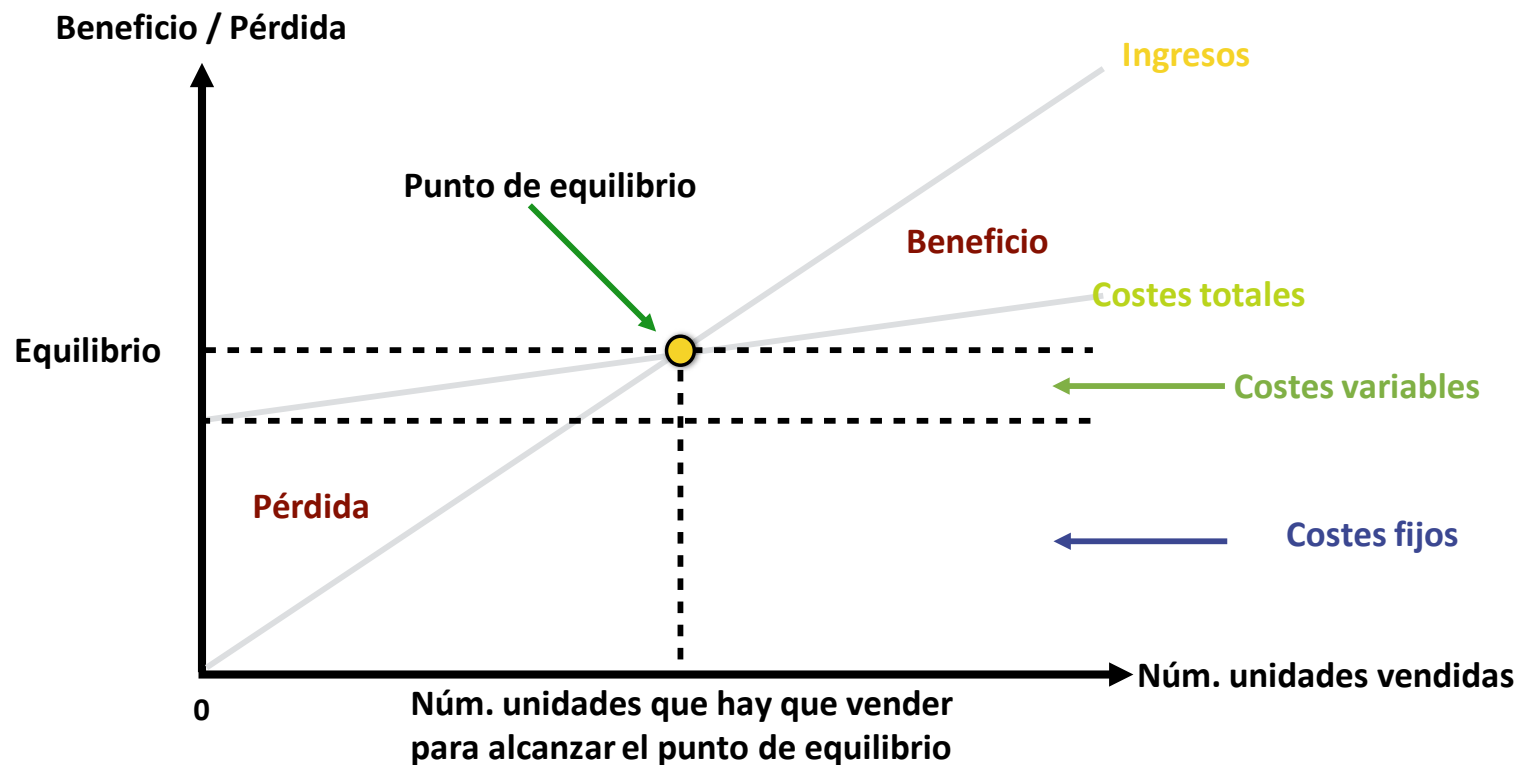 Beneficio / Pérdida
Ingresos
Punto de equilibrio
Beneficio
Costes totales
Equilibrio
Costes variables
Pérdida
Costes fijos
Núm. unidades vendidas
0
Núm. unidades que hay que vender
para alcanzar el punto de equilibrio